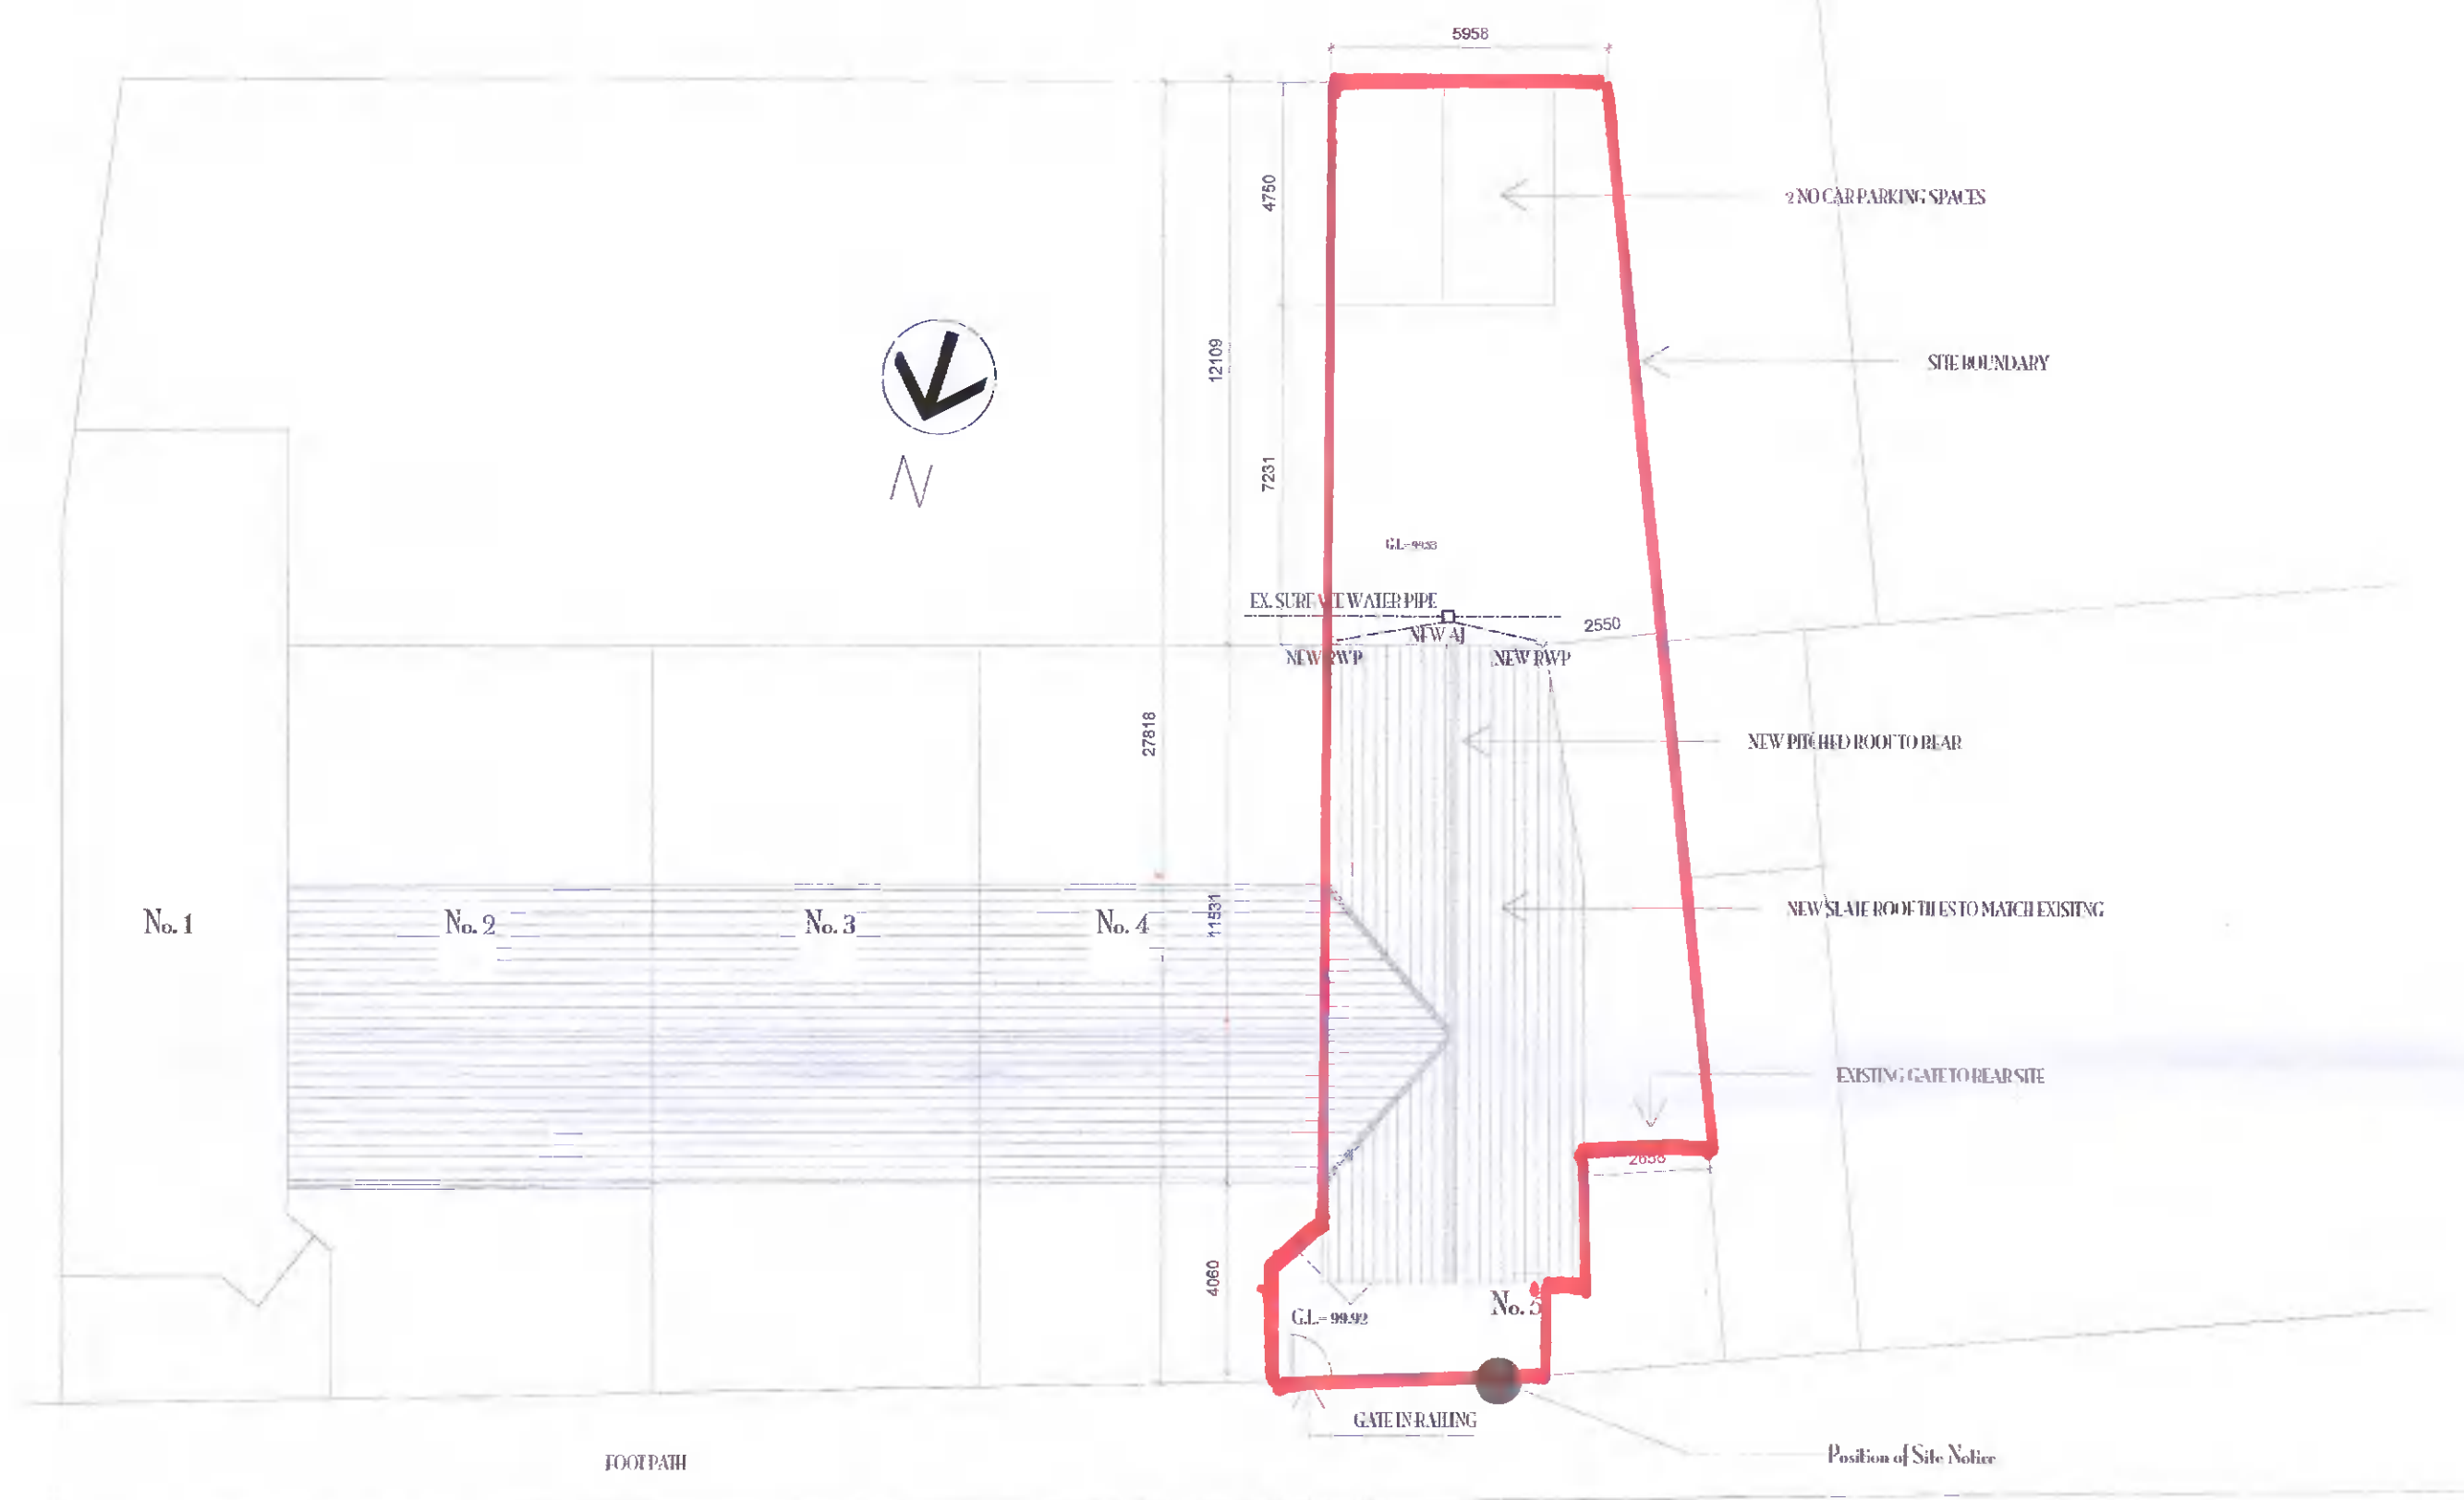 5958
4750
2 NO CAR PARKING SPACES
12109
SITE BOUNDARY
7231
N
G.L=
EX. SURFACE WATER PIPE
2550
NEW AJ
NEW RWP
NEW RWP
27818
NEW PITCHED ROOF TO REAR
No. 1
No. 2
No. 3
No. 4
11531
NEW SLATE ROOF TILES TO MATCH EXISITNG
EXISTING GATE TO REAR SITE
4060
No. 5
G.L.= 99.92
GATE IN RAILING
FOOTPATH
Position of Site Notice